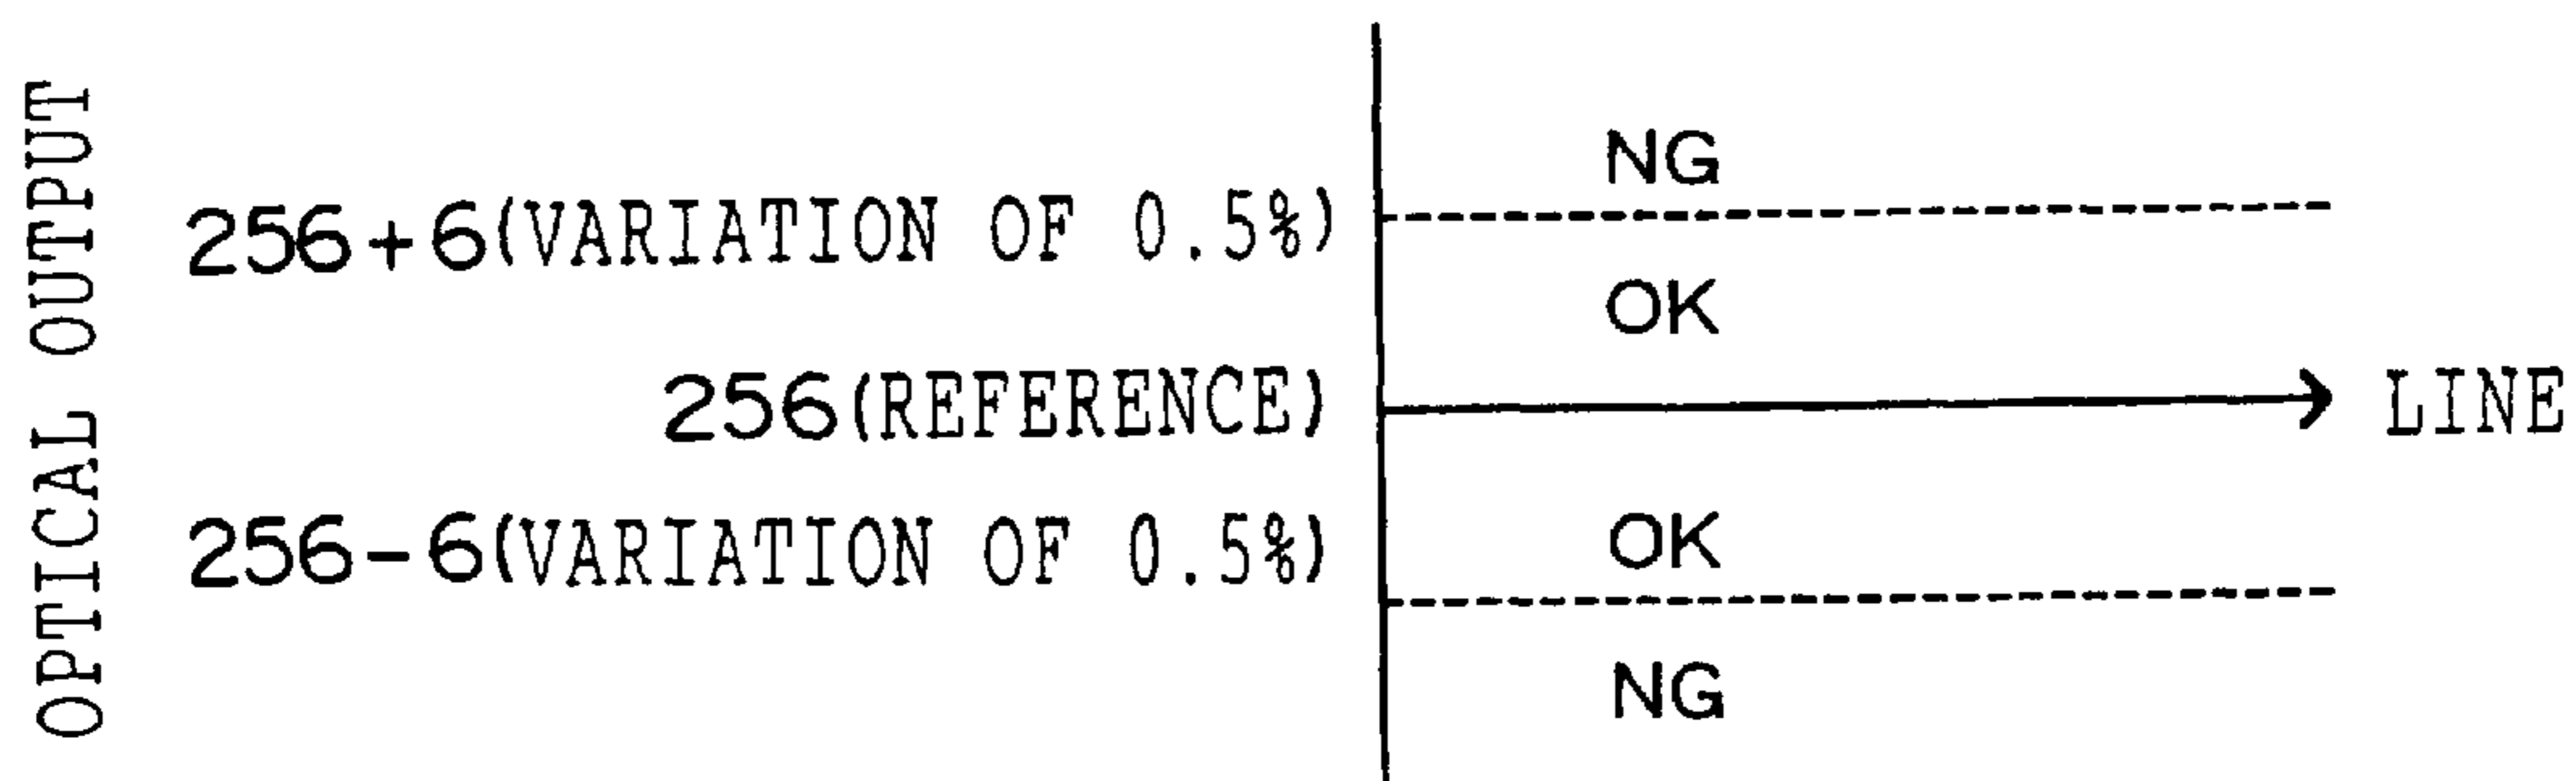 OPTICAL OUTPUT
NG
256+6(VARIATION OF 0.5%)
OK
256(REFERENCE)
LINE
256-6(VARIATION OF 0.5%)
OK
NG